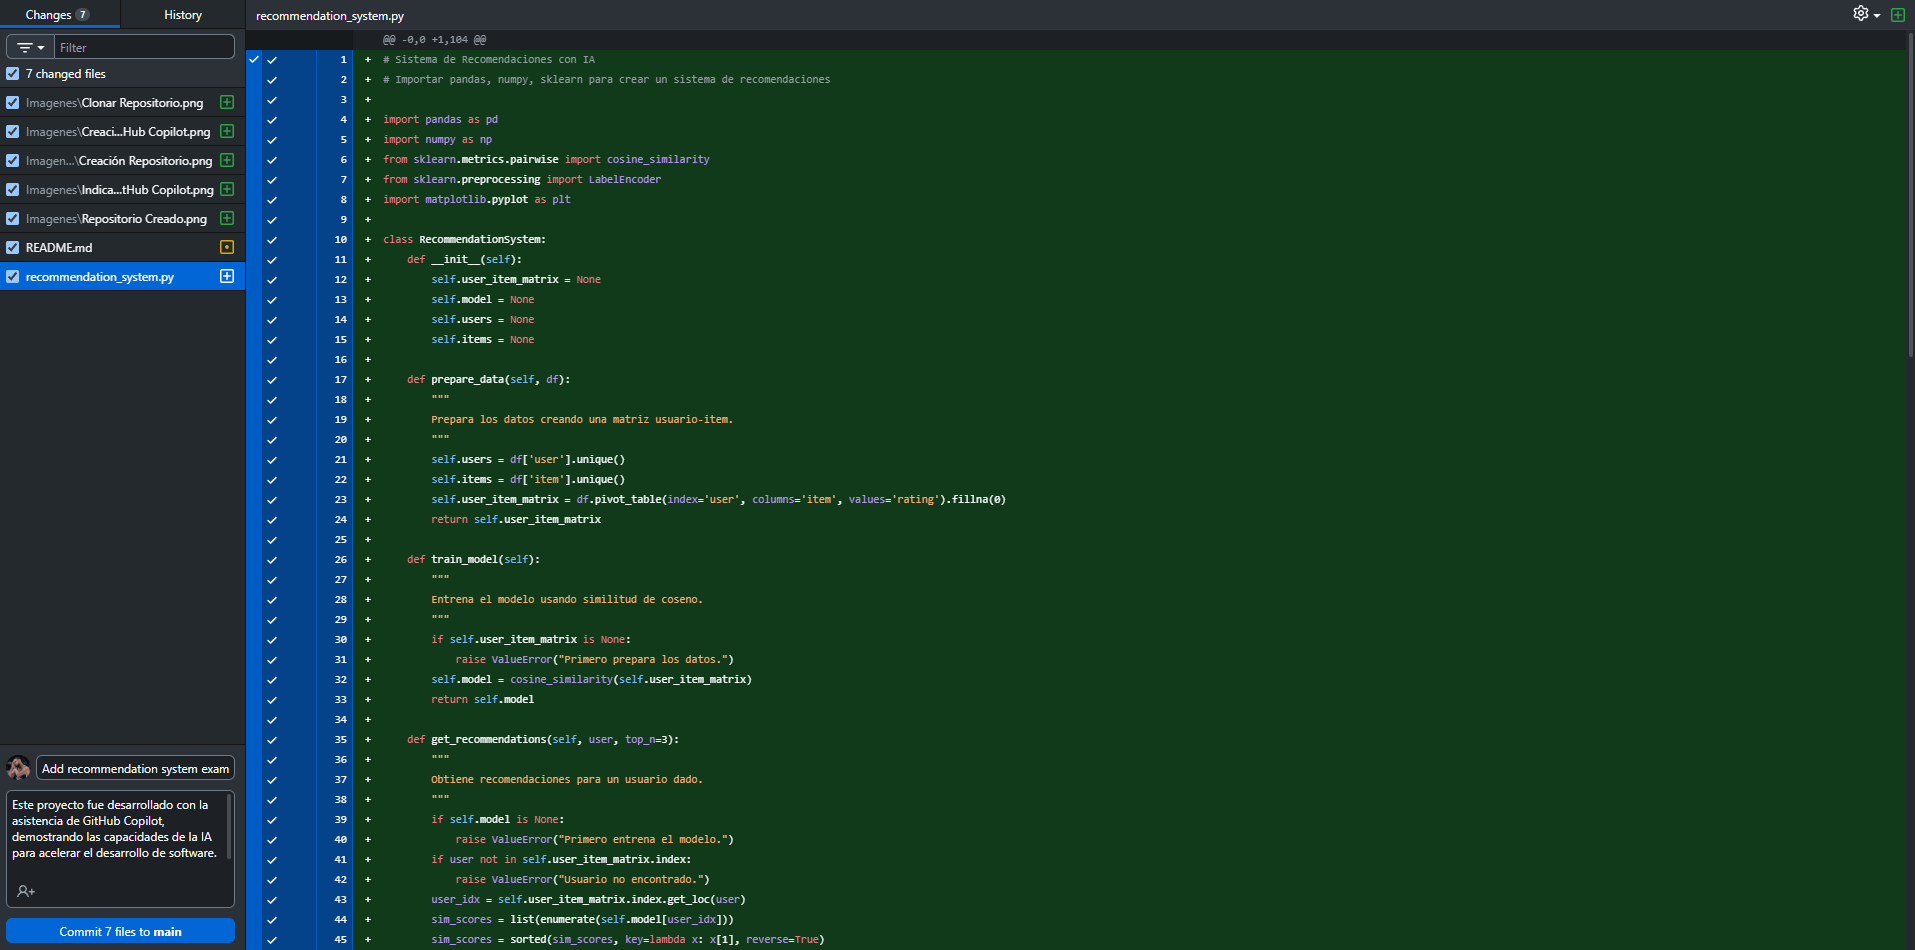 Changes 7
History
Filter
7 changed files
Imagenes\Clonar Repositorio.png
Imagenes\Creaci...Hub Copilot.png
Imagen...\Creación Repositorio.png
Imagenes\Indica...tHub Copilot.png
Imagenes\Repositorio Creado.png
README.md
recommendation_system.py
Add recommendation system exam
Este proyecto fue desarrollado con la
asistencia de GitHub Copilot,
demostrando las capacidades de la IA
para acelerar el desarrollo de software.
Commit 7 files to main
recommendation_system.py
@@ -0,0 +1,104 @@
1 + # Sistema de Recomendaciones con IA
2 + # Importar pandas, numpy, sklearn para crear un sistema de recomendaciones
3 +
4 + import pandas as pd
5 + import numpy as np
6 + from sklearn.metrics.pairwise import cosine_similarity
7 + from sklearn.preprocessing import LabelEncoder
8 + import matplotlib.pyplot as plt
9 +
10 + class RecommendationSystem:
11 +     def __init__(self):
12 +         self.user_item_matrix = None
13 +         self.model = None
14 +         self.users = None
15 +         self.items = None
16 +
17 +     def prepare_data(self, df):
18 +         """
19 +         Prepara los datos creando una matriz usuario-item.
20 +         """
21 +         self.users = df['user'].unique()
22 +         self.items = df['item'].unique()
23 +         self.user_item_matrix = df.pivot_table(index='user', columns='item', values='rating').fillna(0)
24 +         return self.user_item_matrix
25 +
26 +     def train_model(self):
27 +         """
28 +         Entrena el modelo usando similitud de coseno.
29 +         """
30 +         if self.user_item_matrix is None:
31 +             raise ValueError("Primero prepara los datos.")
32 +         self.model = cosine_similarity(self.user_item_matrix)
33 +         return self.model
34 +
35 +     def get_recommendations(self, user, top_n=3):
36 +         """
37 +         Obtiene recomendaciones para un usuario dado.
38 +         """
39 +         if self.model is None:
40 +             raise ValueError("Primero entrena el modelo.")
41 +         if user not in self.user_item_matrix.index:
42 +             raise ValueError("Usuario no encontrado.")
43 +         user_idx = self.user_item_matrix.index.get_loc(user)
44 +         sim_scores = list(enumerate(self.model[user_idx]))
45 +         sim_scores = sorted(sim_scores, key=lambda x: x[1], reverse=True)